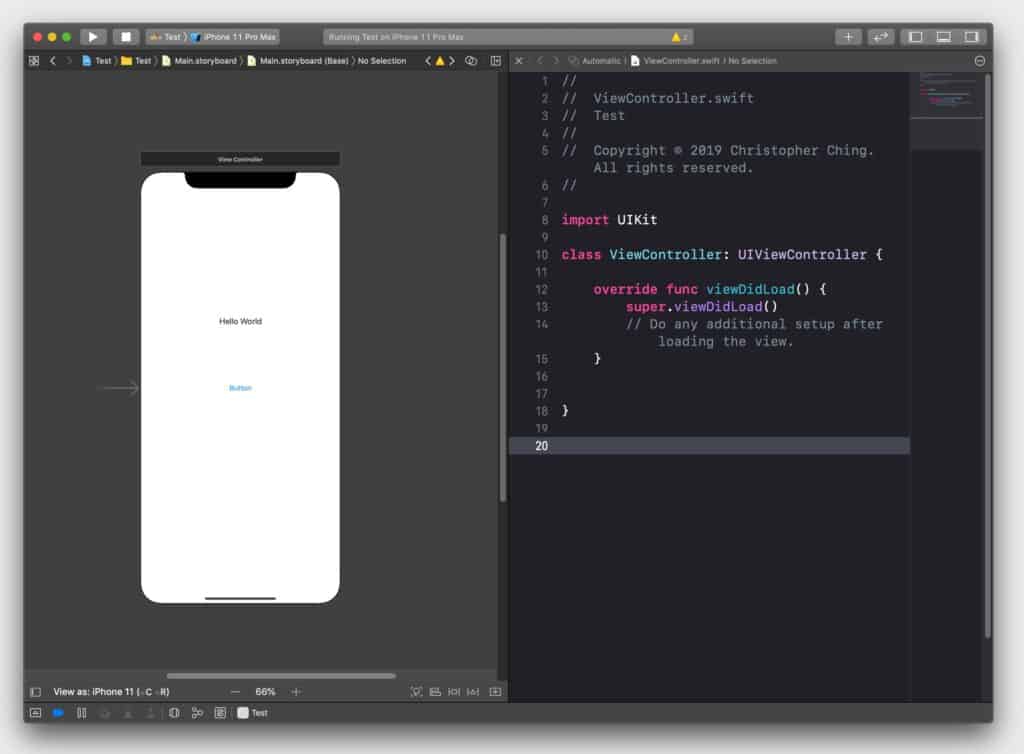 Test
iPhone 11 Pro Max
Running Test on iPhone 11 Pro Max
2
Test
Test
Main.storyboard
Main.storyboard (Base)
No Selection
Automatic
ViewController.swift
No Selection
View Controller
Hello World
Button
1 //
2 //  ViewController.swift
3 //  Test
4 //
5 //  Copyright © 2019 Christopher Ching.
All rights reserved.
6 //
7
8 import UIKit
9
10 class ViewController: UIViewController {
11
12     override func viewDidLoad() {
13         super.viewDidLoad()
14         // Do any additional setup after
loading the view.
15     }
16
17
18 }
19
20
View as: iPhone 11 (wC hR)
66%
Test